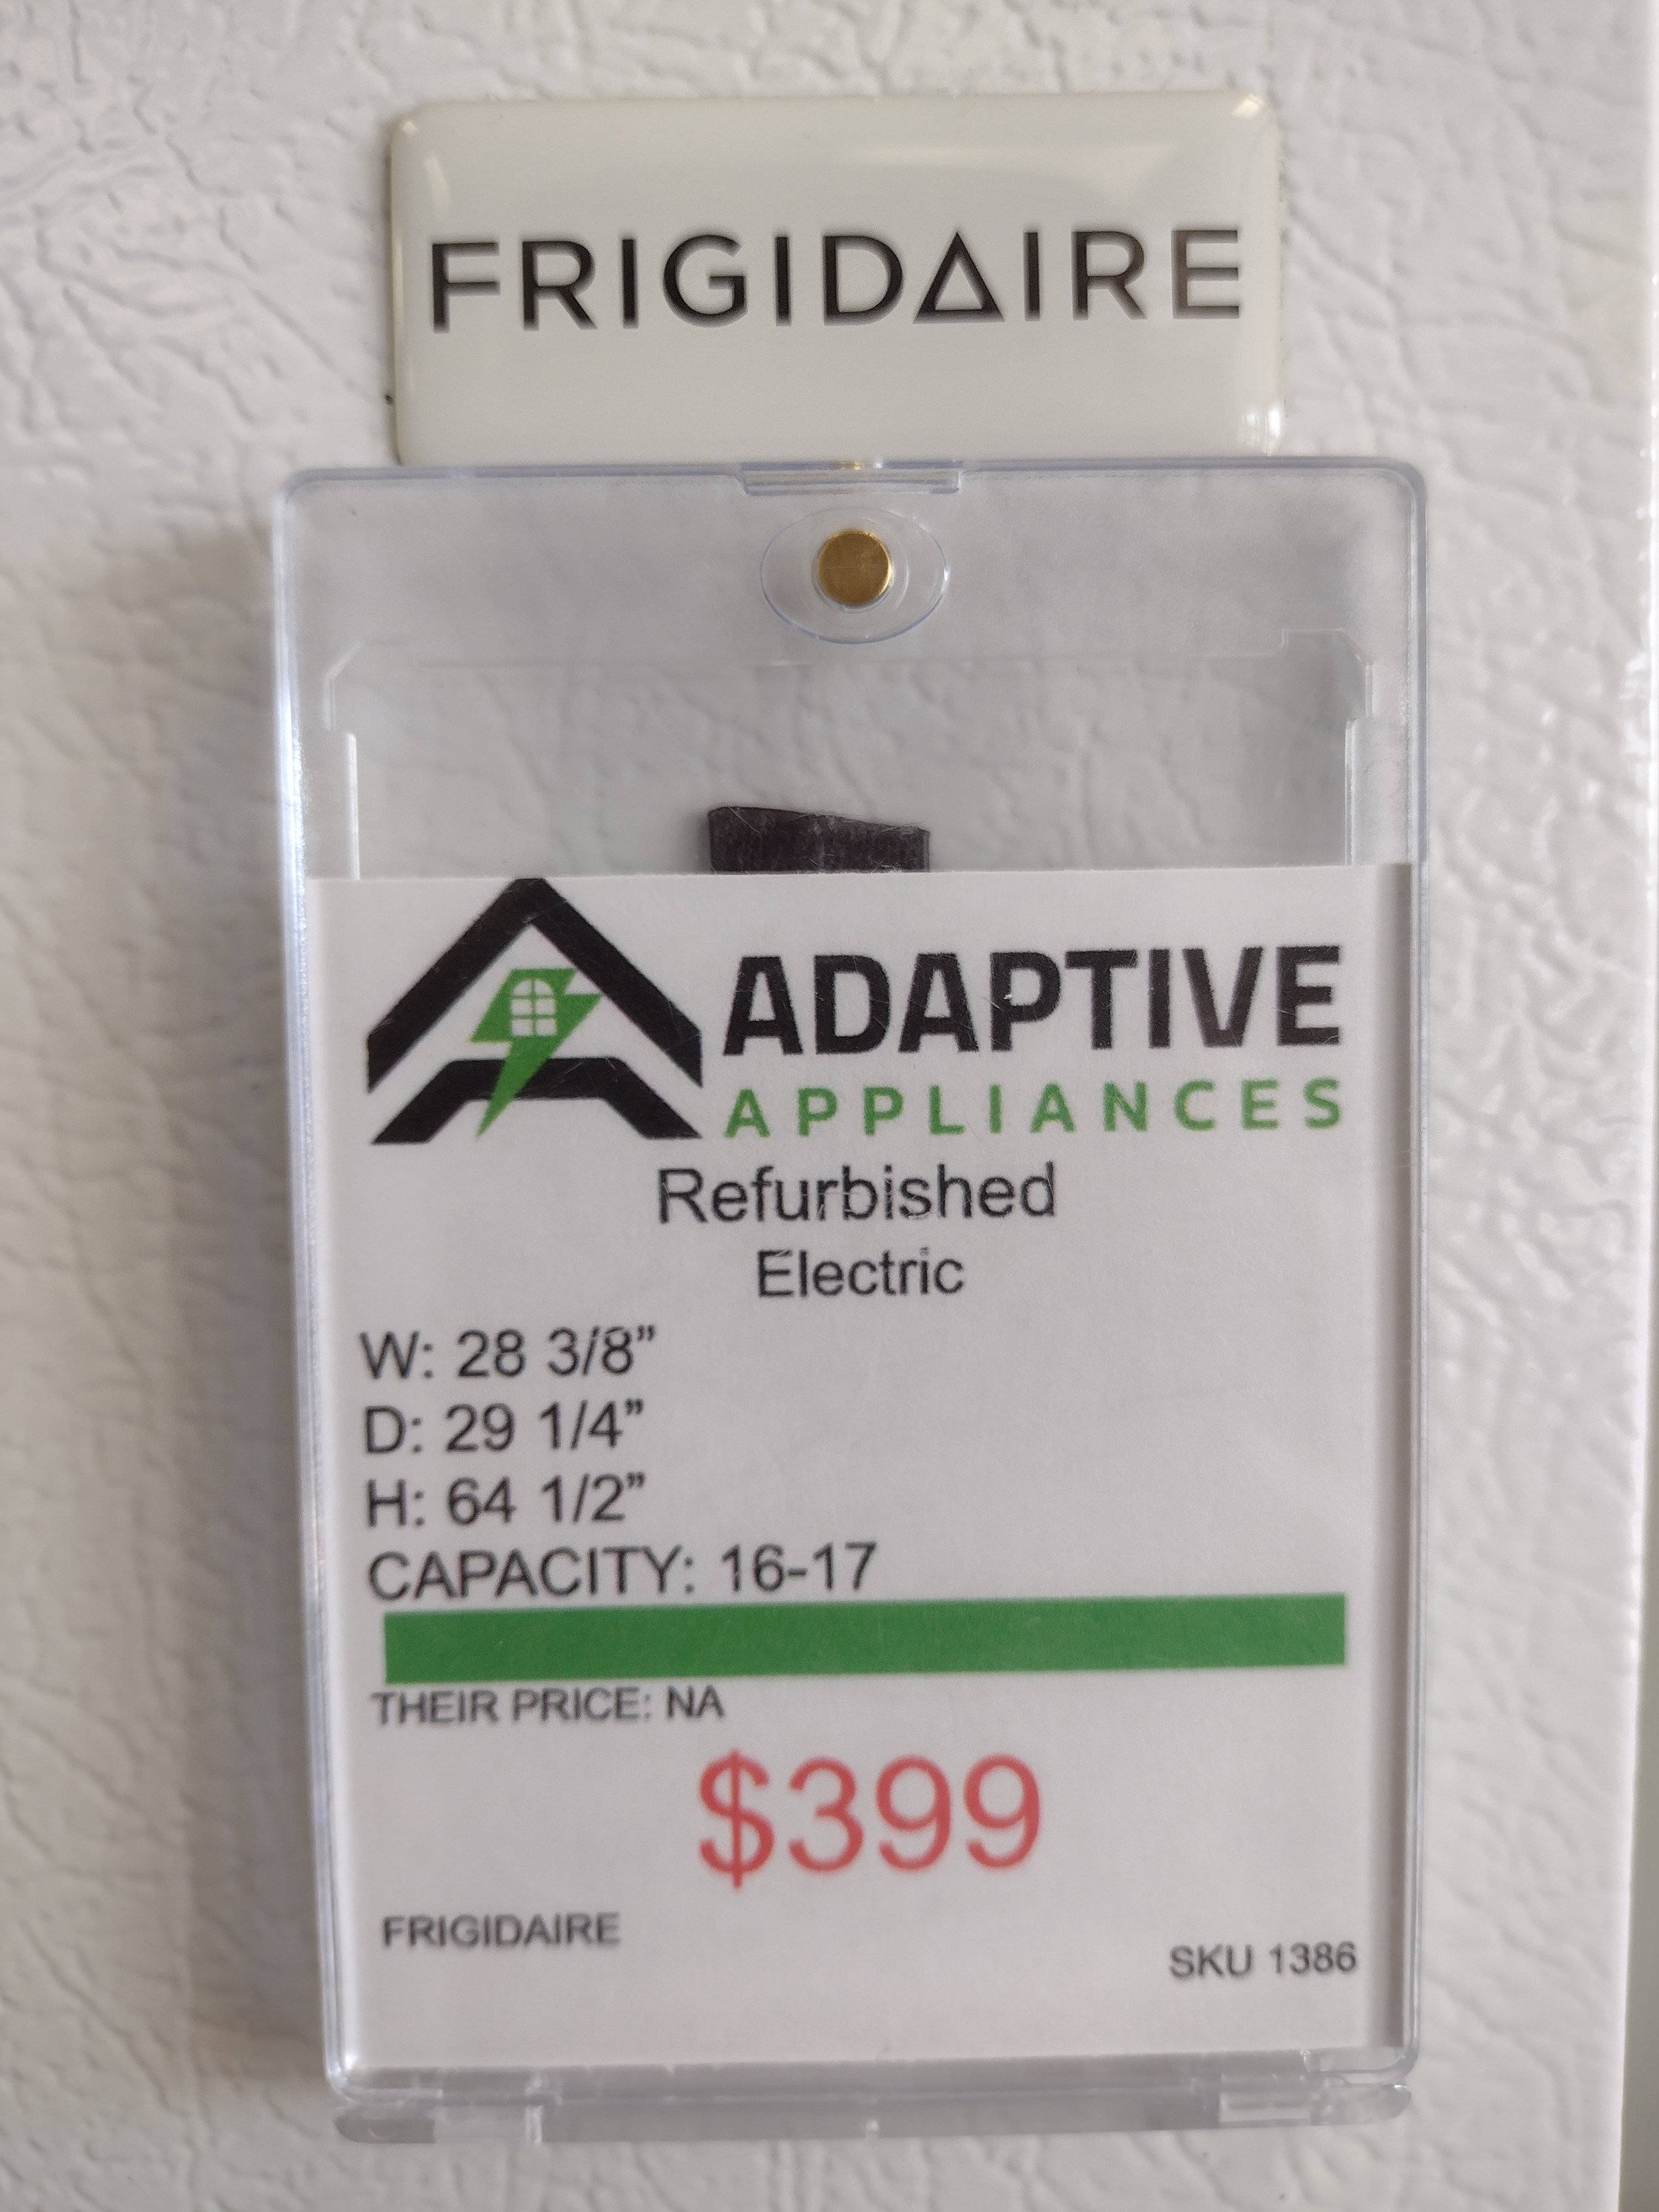 FRIGIDAIRE
ADAPTIVE
APPLIANCES
Refurbished
Electric
W: 28 3/8”
D: 29 1/4”
H: 64 1/2”
CAPACITY: 16-17
THEIR PRICE: NA
$399
FRIGIDAIRE
SKU 1386